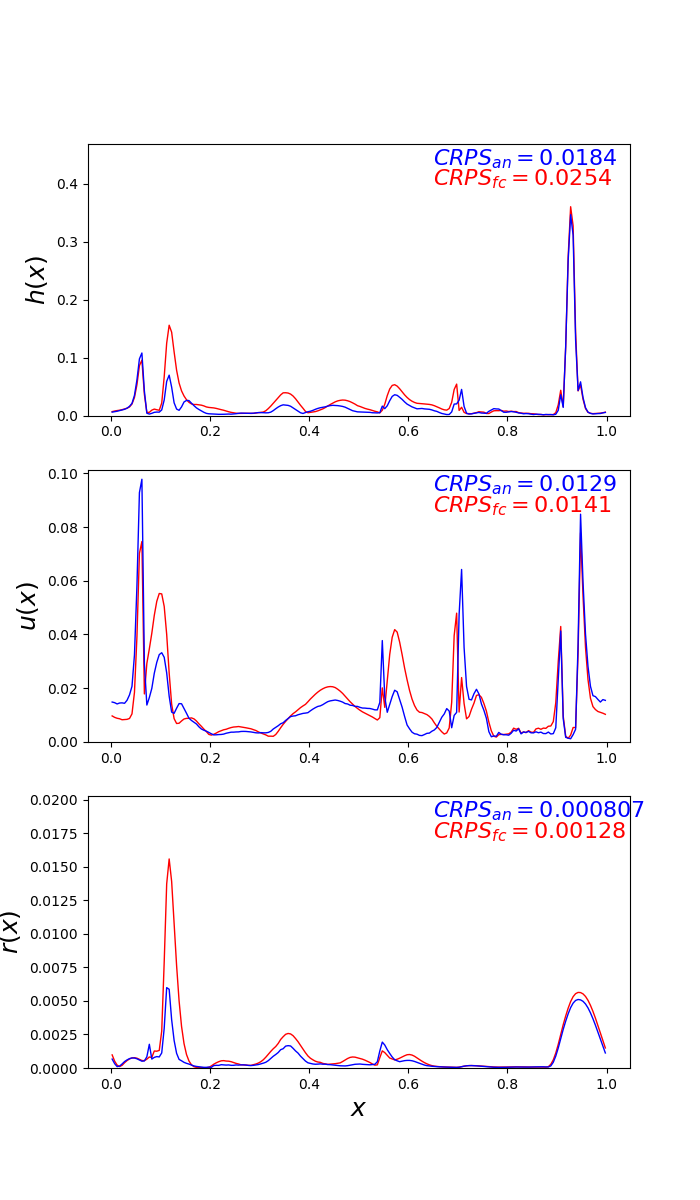 CRPS_an = 0.0184
CRPS_fc = 0.0254
h(x)
0.4
0.3
0.2
0.1
0.0
0.0 0.2 0.4 0.6 0.8 1.0
CRPS_an = 0.0129
CRPS_fc = 0.0141
u(x)
0.10
0.08
0.06
0.04
0.02
0.00
0.0 0.2 0.4 0.6 0.8 1.0
CRPS_an = 0.000807
CRPS_fc = 0.00128
r(x)
0.0200
0.0175
0.0150
0.0125
0.0100
0.0075
0.0050
0.0025
0.0000
0.0 0.2 0.4 0.6 0.8 1.0
x